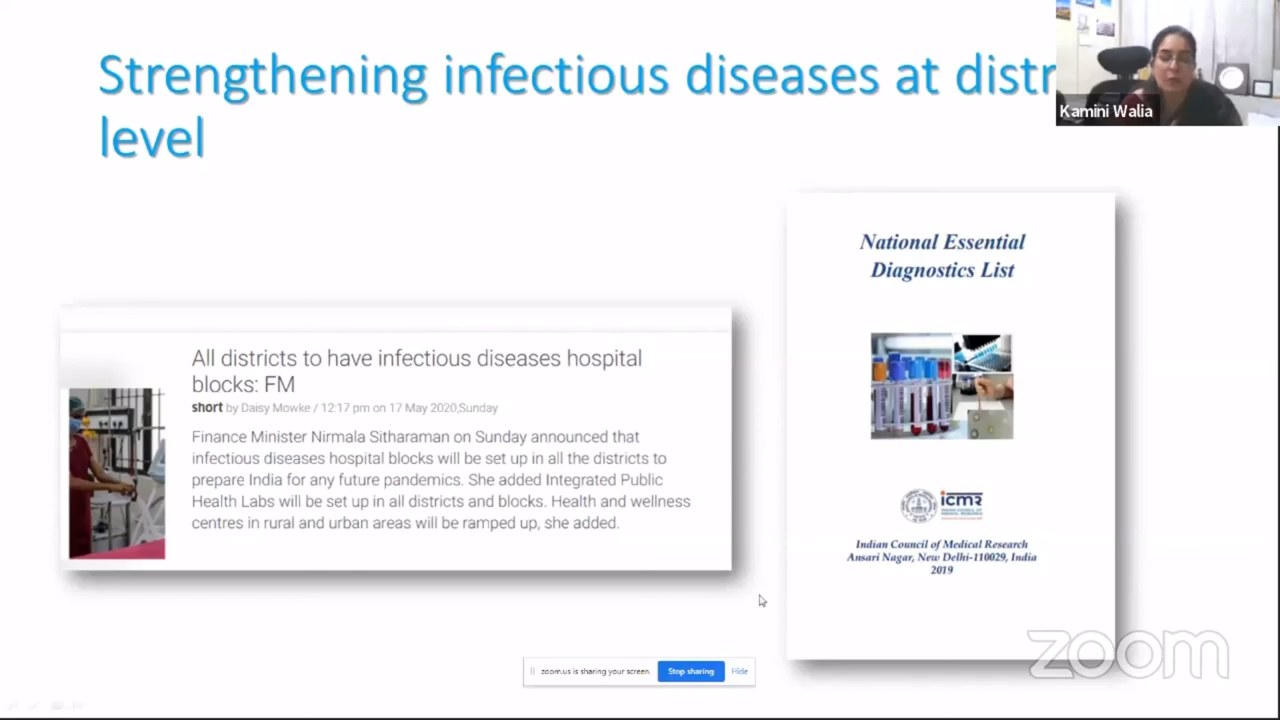 Strengthening infectious diseases at distr
level
Kamini Walia
National Essential
Diagnostics List
All districts to have infectious diseases hospital
blocks: FM
short by Daisy Mowke / 12:17 pm on 17 May 2020,Sunday
Finance Minister Nirmala Sitharaman on Sunday announced that
infectious diseases hospital blocks will be set up in all the districts to
prepare India for any future pandemics. She added Integrated Public
Health Labs will be set up in all districts and blocks. Health and wellness
centres in rural and urban areas will be ramped up, she added.
icmr
INDIAN COUNCIL OF
MEDICAL RESEARCH
Indian Council of Medical Research
Ansari Nagar, New Delhi-110029, India
2019
zoom
zoom.us is sharing your screen.
Stop sharing
Hide